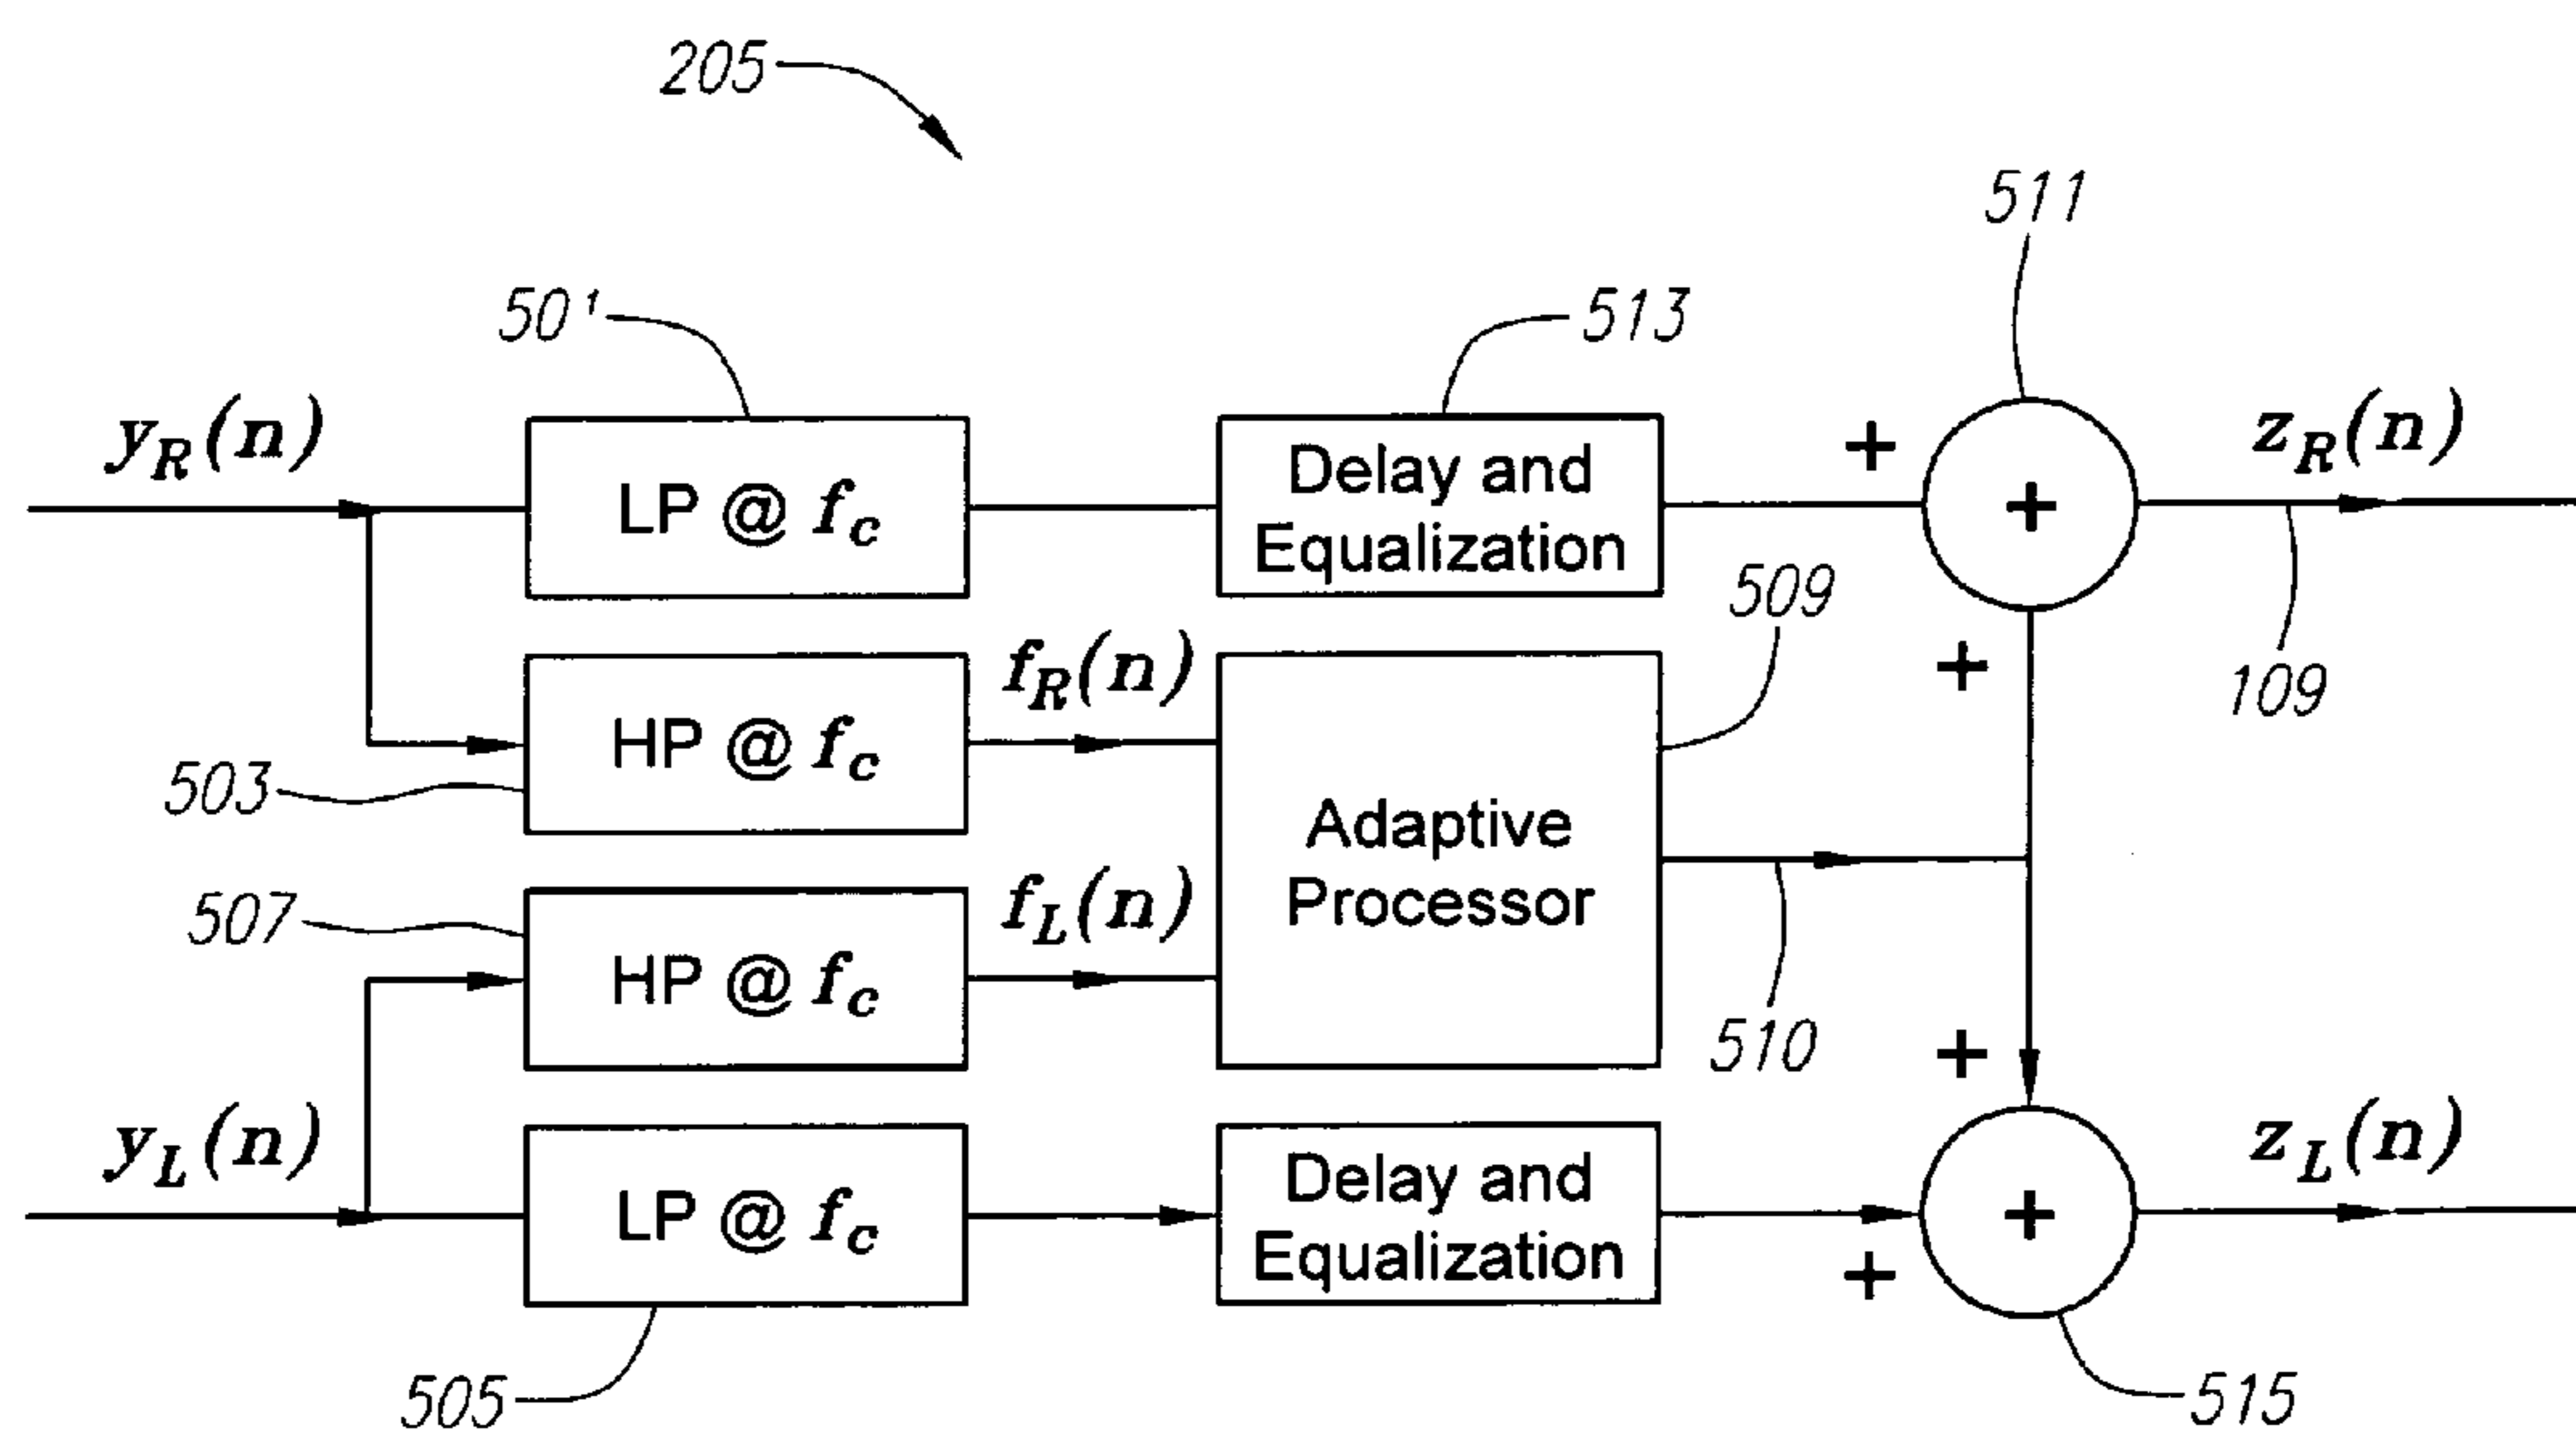 205
511
50'
513
y_R(n)
LP @ f_c
Delay and
Equalization
+
+
z_R(n)
509
+
109
503
HP @ f_c
f_R(n)
Adaptive
Processor
507
HP @ f_c
f_L(n)
510
+
y_L(n)
LP @ f_c
Delay and
Equalization
+
+
z_L(n)
505
515